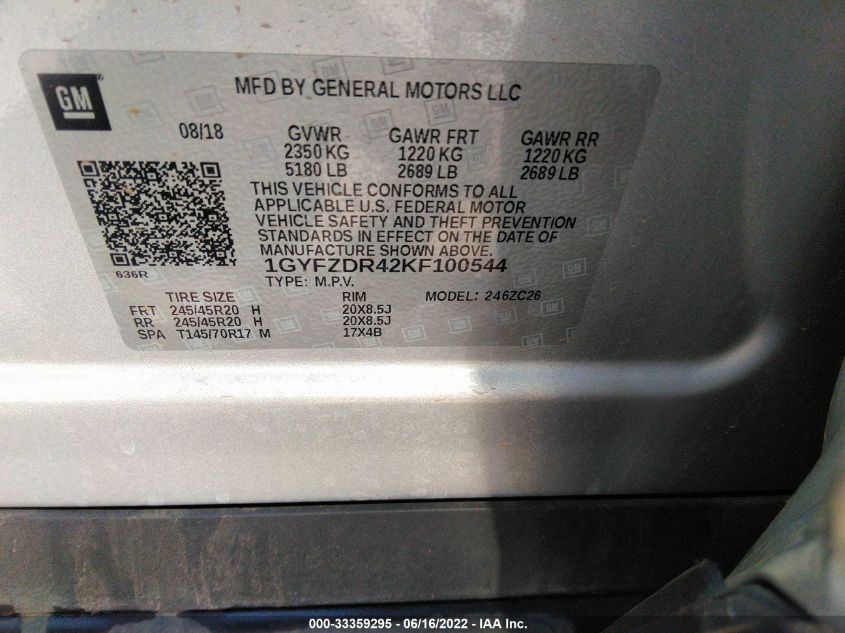 GM
MFD BY GENERAL MOTORS LLC
08/18 GVWR GAWR FRT GAWR RR
2350 KG 1220 KG 1220 KG
5180 LB 2689 LB 2689 LB
THIS VEHICLE CONFORMS TO ALL
APPLICABLE U.S. FEDERAL MOTOR
VEHICLE SAFETY AND THEFT PREVENTION
STANDARDS IN EFFECT ON THE DATE OF
MANUFACTURE SHOWN ABOVE.
636R
1GYFZDR42KF100544
TYPE: M.P.V. MODEL: 246ZC26
TIRE SIZE RIM
FRT 245/45R20 H 20X8.5J
RR 245/45R20 H 20X8.5J
SPA T145/70R17 M 17X4B
000-33359295 - 06/16/2022 - IAA Inc.